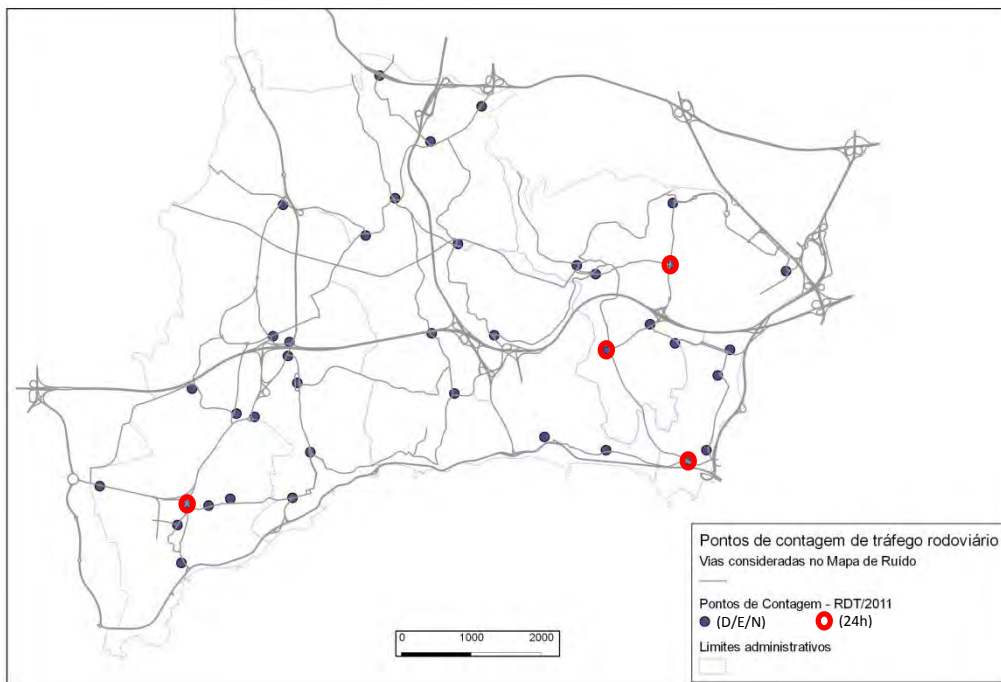 0 1000 2000
Pontos de contagem de tráfego rodoviário
Vias consideradas no Mapa de Ruído
Pontos de Contagem - RDT/2011
(D/E/N) (24h)
Limites administrativos